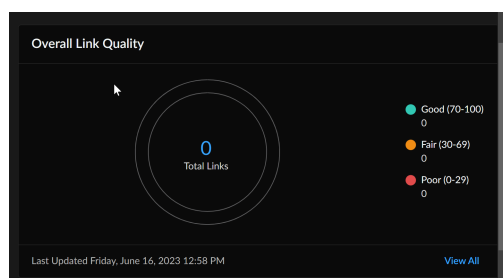 Overall Link Quality
0
Total Links
Good (70-100)
0
Fair (30-69)
0
Poor (0-29)
0
Last Updated Friday, June 16, 2023 12:58 PM
View All